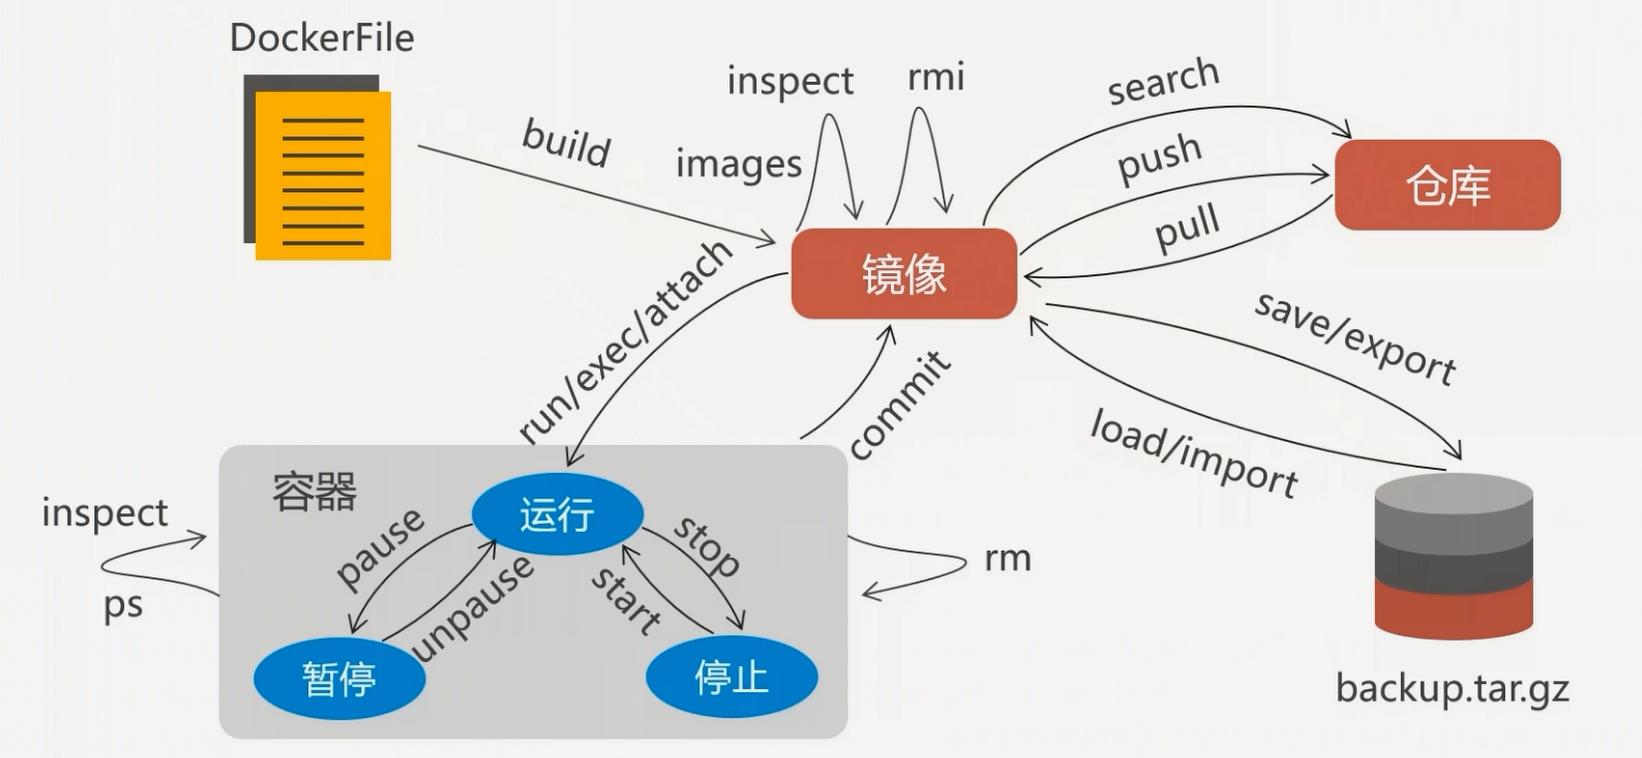 DockerFile
build
inspect
rmi
images
search
push
pull
仓库
镜像
run/exec/attach
commit
save/export
load/import
容器
运行
pause
unpause
stop
start
暂停
停止
inspect
ps
rm
backup.tar.gz